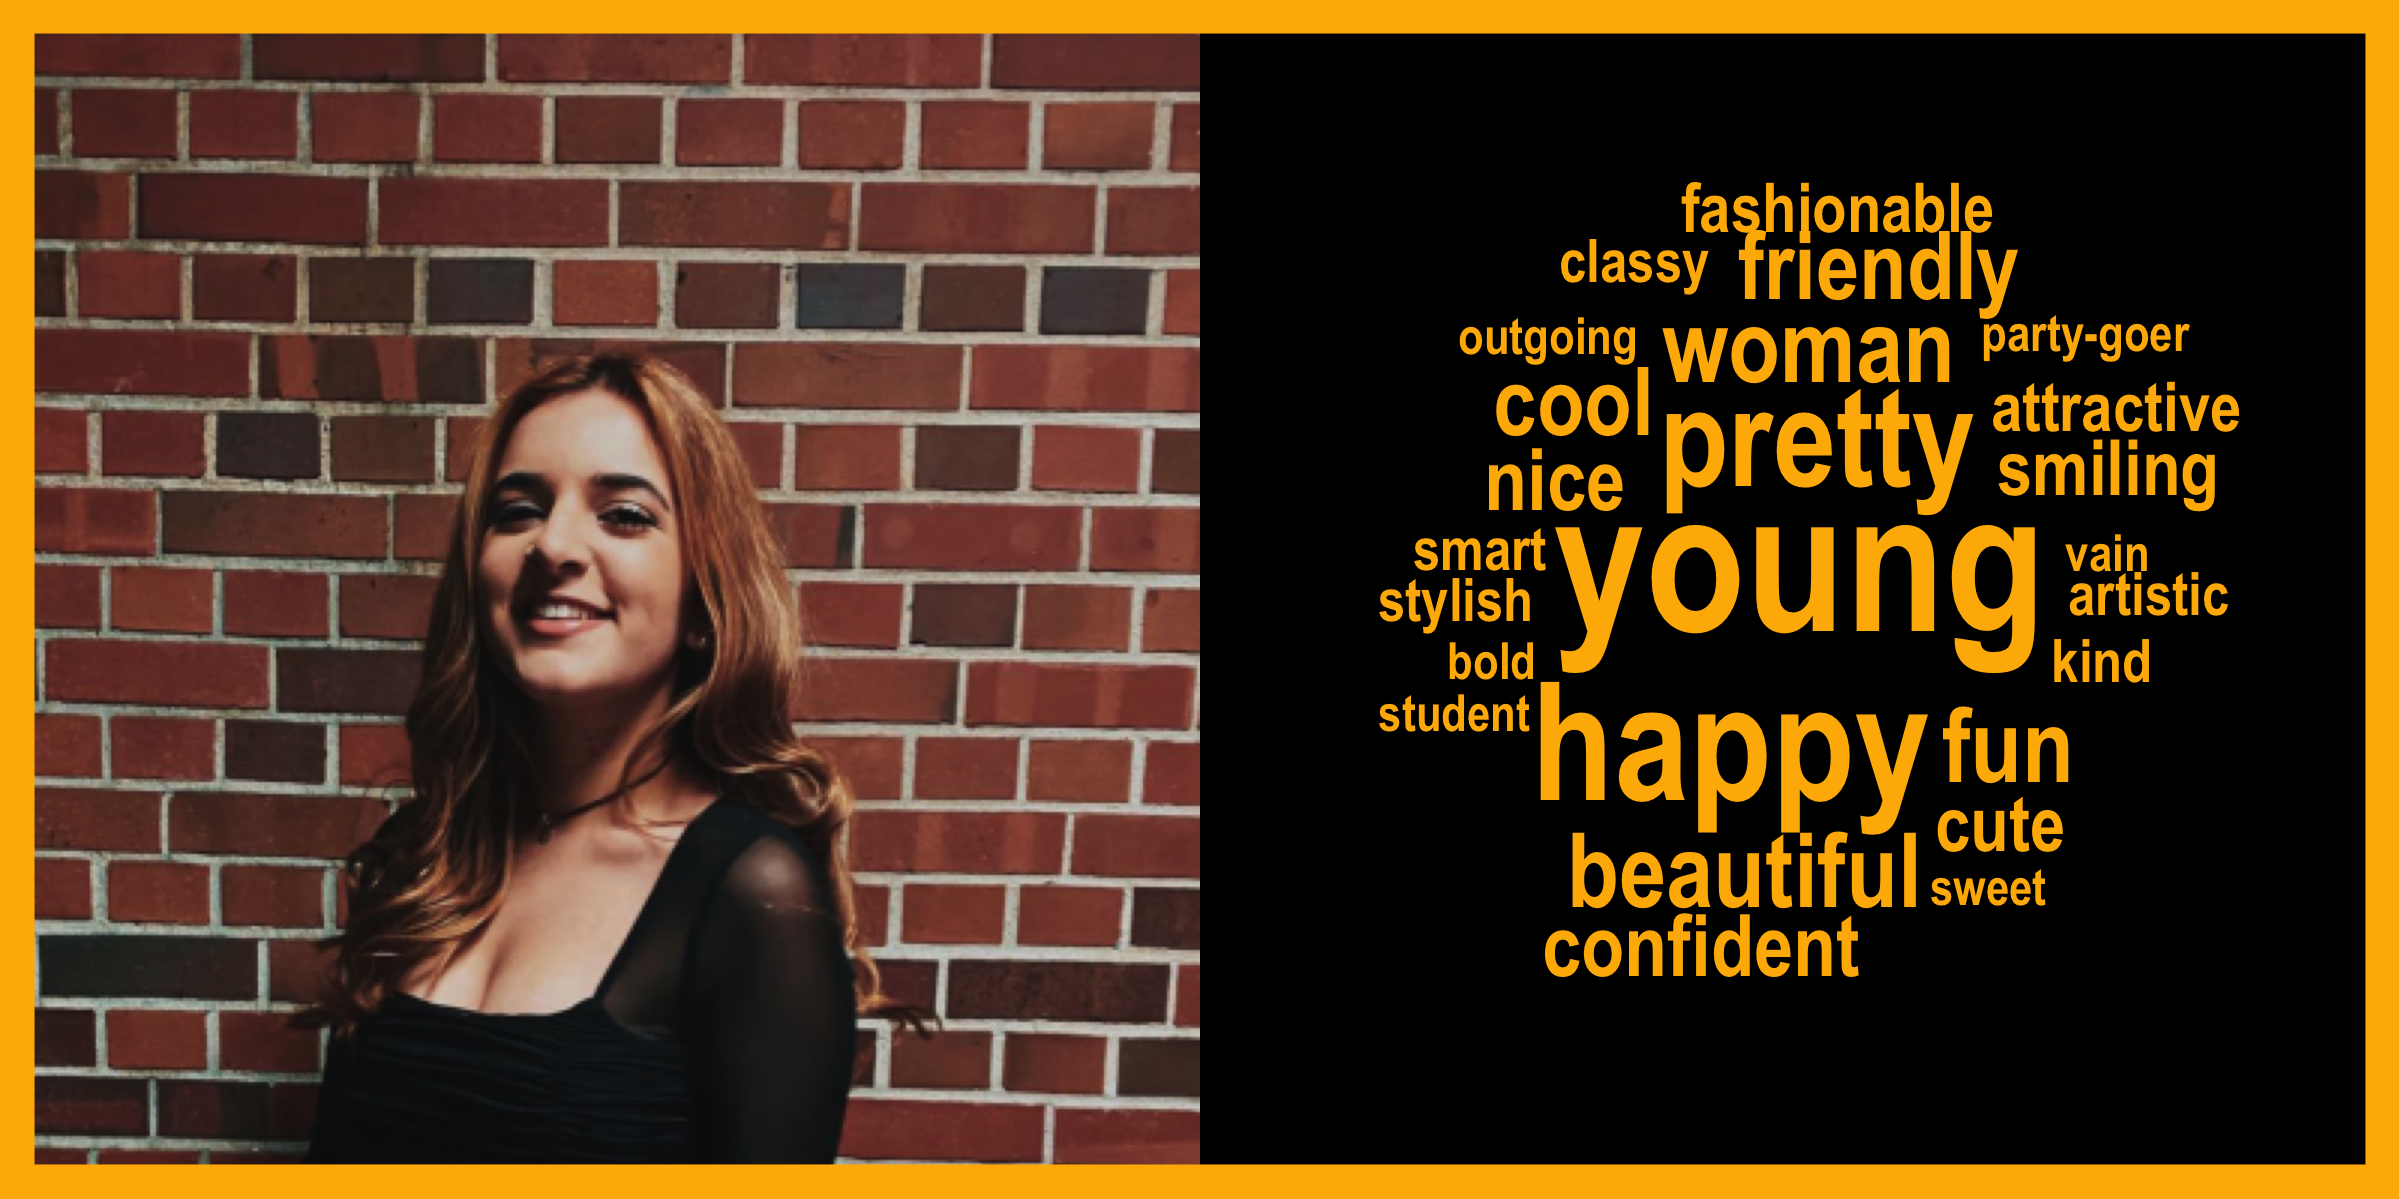 fashionable
classy friendly
outgoing woman party-goer
cool pretty attractive
nice smiling
smart young vain
stylish artistic
bold kind
student happy fun
cute
beautiful sweet
confident